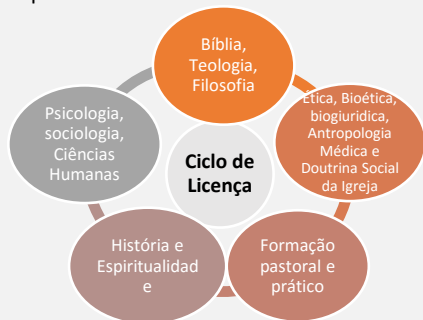 Bíblia,
Teologia,
Filosofia
Ética, Bioética,
biogiuridica,
Antropologia
Médica e
Doutrina Social
da Igreja
Formação
pastoral e
prático
História e
Espiritualidad
e
Psicologia,
sociologia,
Ciências
Humanas
Ciclo de
Licença